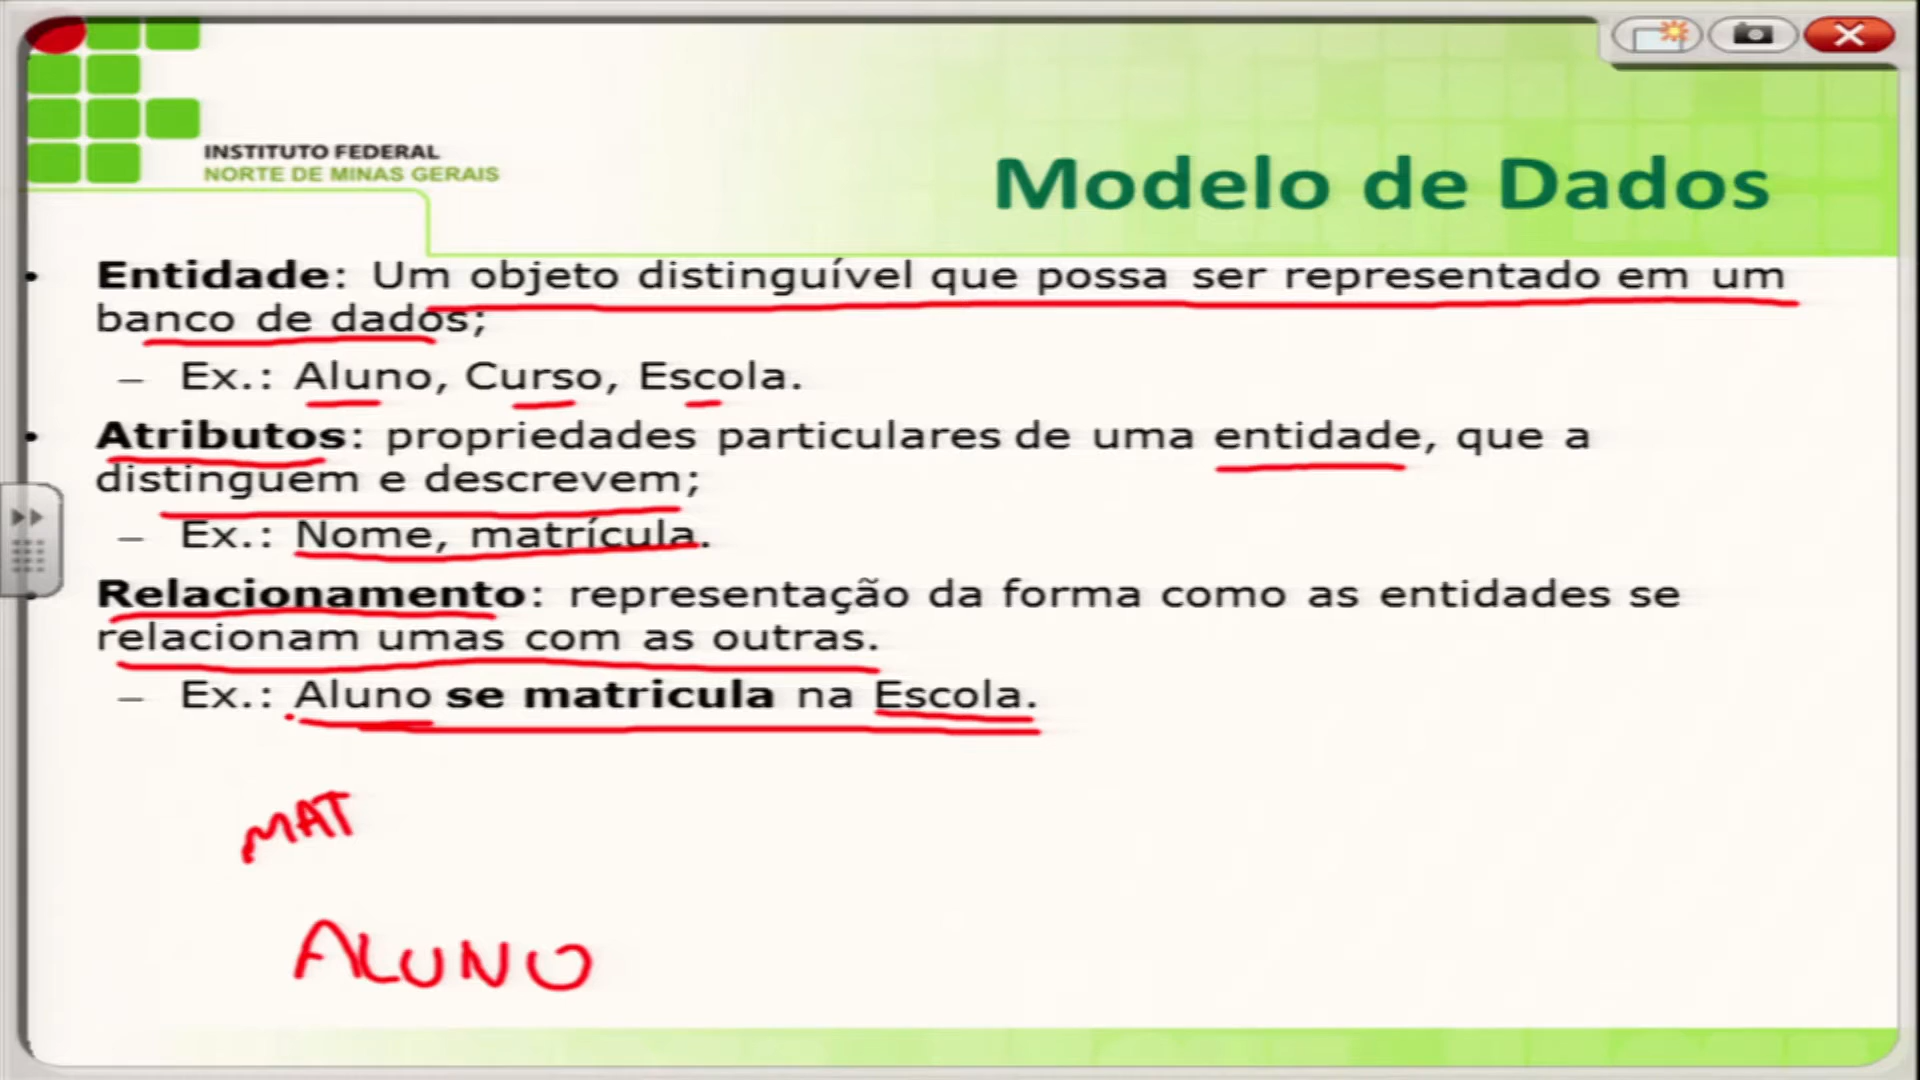 INSTITUTO FEDERAL
NORTE DE MINAS GERAIS
Modelo de Dados
• Entidade: Um objeto distinguível que possa ser representado em um
banco de dados;
– Ex.: Aluno, Curso, Escola.
• Atributos: propriedades particulares de uma entidade, que a
distinguem e descrevem;
– Ex.: Nome, matrícula.
Relacionamento: representação da forma como as entidades se
relacionam umas com as outras.
– Ex.: Aluno se matricula na Escola.
MAT
ALUNO